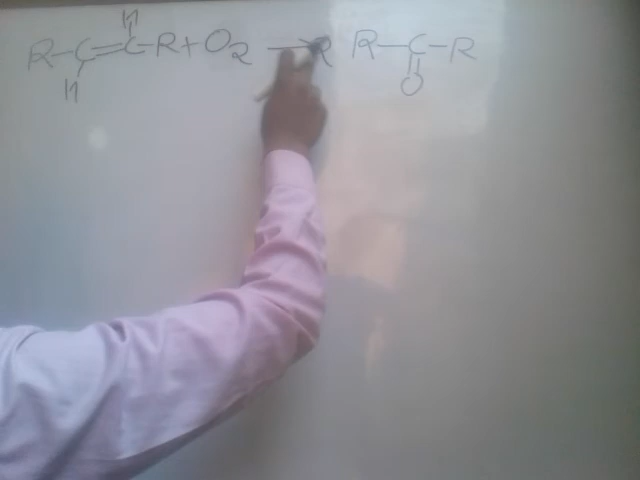 H
R-C=C-R+O2 → R R-C-R
H O